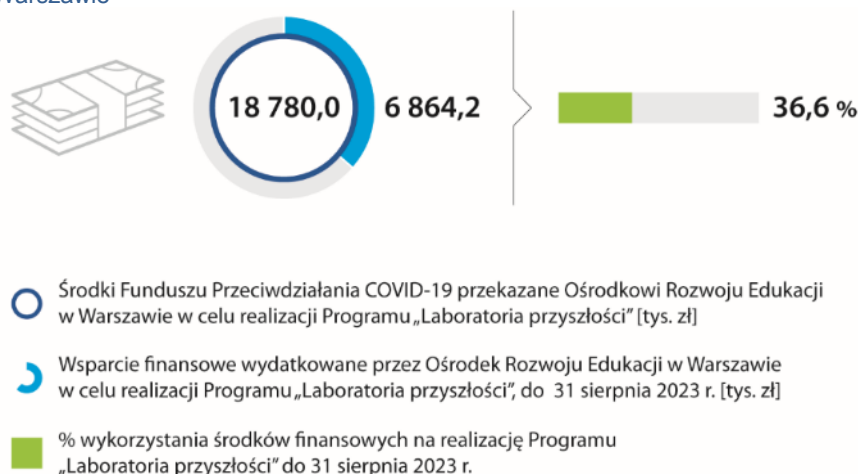 Warszawie
18 780,0 6 864,2 36,6 %
Środki Funduszu Przeciwdziałania COVID-19 przekazane Ośrodkowi Rozwoju Edukacji
w Warszawie w celu realizacji Programu „Laboratoria przyszłości” [tys. zł]
Wsparcie finansowe wydatkowane przez Ośrodek Rozwoju Edukacji w Warszawie
w celu realizacji Programu „Laboratoria przyszłości”, do 31 sierpnia 2023 r. [tys. zł]
% wykorzystania środków finansowych na realizację Programu
„Laboratoria przyszłości” do 31 sierpnia 2023 r.